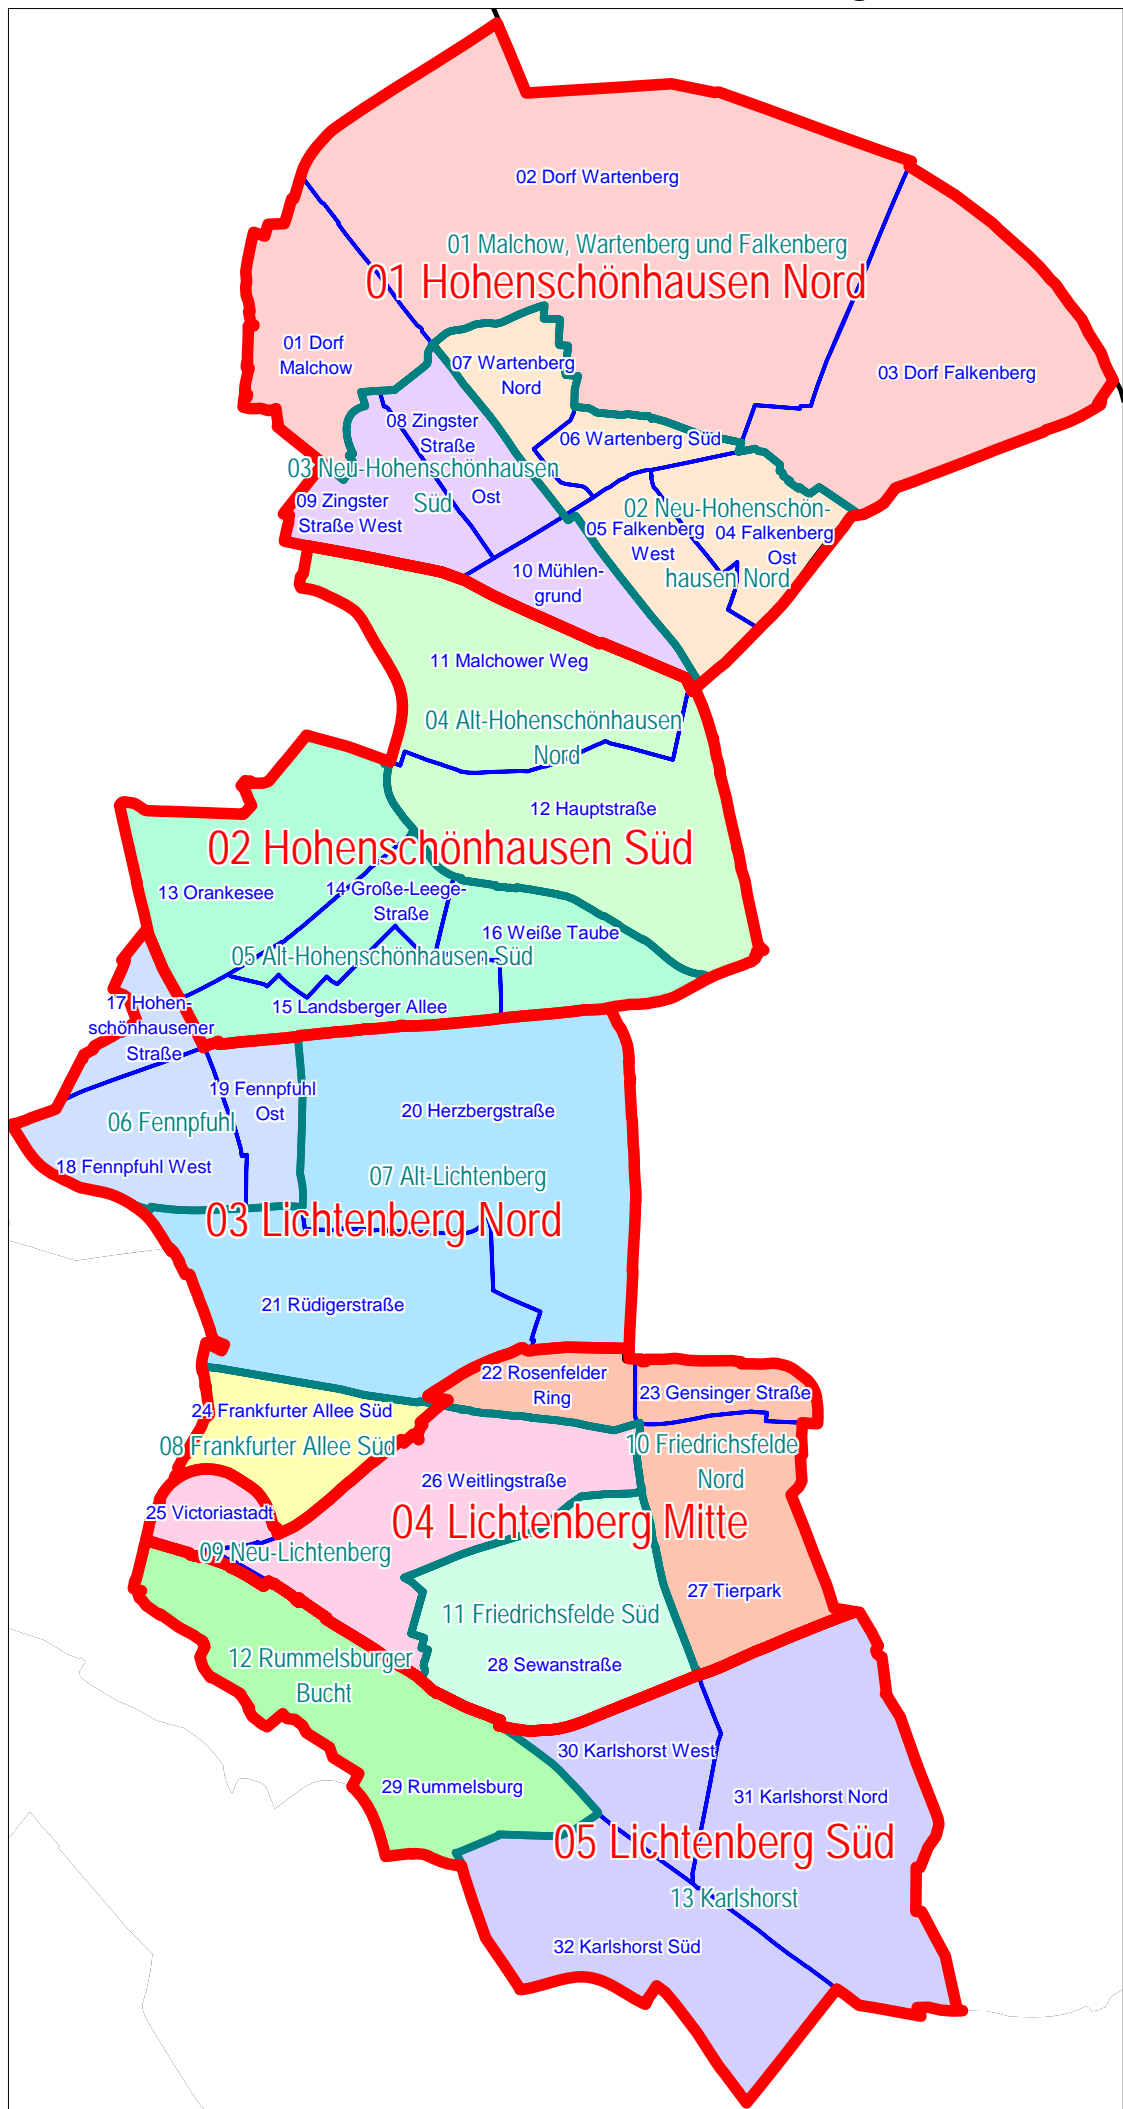 02 Dorf Wartenberg
01 Malchow, Wartenberg und Falkenberg
01 Hohenschönhausen Nord
01 Dorf
Malchow
07 Wartenberg
Nord
03 Dorf Falkenberg
08 Zingster
Straße
Ost
06 Wartenberg Süd
03 Neu-Hohenschönhausen
Süd
09 Zingster
Straße West
02 Neu-Hohenschön-
hausen Nord
05 Falkenberg
West
04 Falkenberg
Ost
10 Mühlen-
grund
11 Malchower Weg
04 Alt-Hohenschönhausen
Nord
12 Hauptstraße
02 Hohenschönhausen Süd
13 Orankesee
14 Große-Leege-
Straße
16 Weiße Taube
05 Alt-Hohenschönhausen Süd
15 Landsberger Allee
17 Hohen-
schönhausener
Straße
19 Fennpfuhl
Ost
20 Herzbergstraße
06 Fennpfuhl
18 Fennpfuhl West
07 Alt-Lichtenberg
03 Lichtenberg Nord
21 Rüdigerstraße
22 Rosenfelder
Ring
23 Gensinger Straße
24 Frankfurter Allee Süd
08 Frankfurter Allee Süd
10 Friedrichsfelde
Nord
26 Weitlingstraße
25 Victoriastadt
04 Lichtenberg Mitte
09 Neu-Lichtenberg
27 Tierpark
11 Friedrichsfelde Süd
28 Sewanstraße
12 Rummelsburger
Bucht
30 Karlshorst West
29 Rummelsburg
31 Karlshorst Nord
05 Lichtenberg Süd
13 Karlshorst
32 Karlshorst Süd